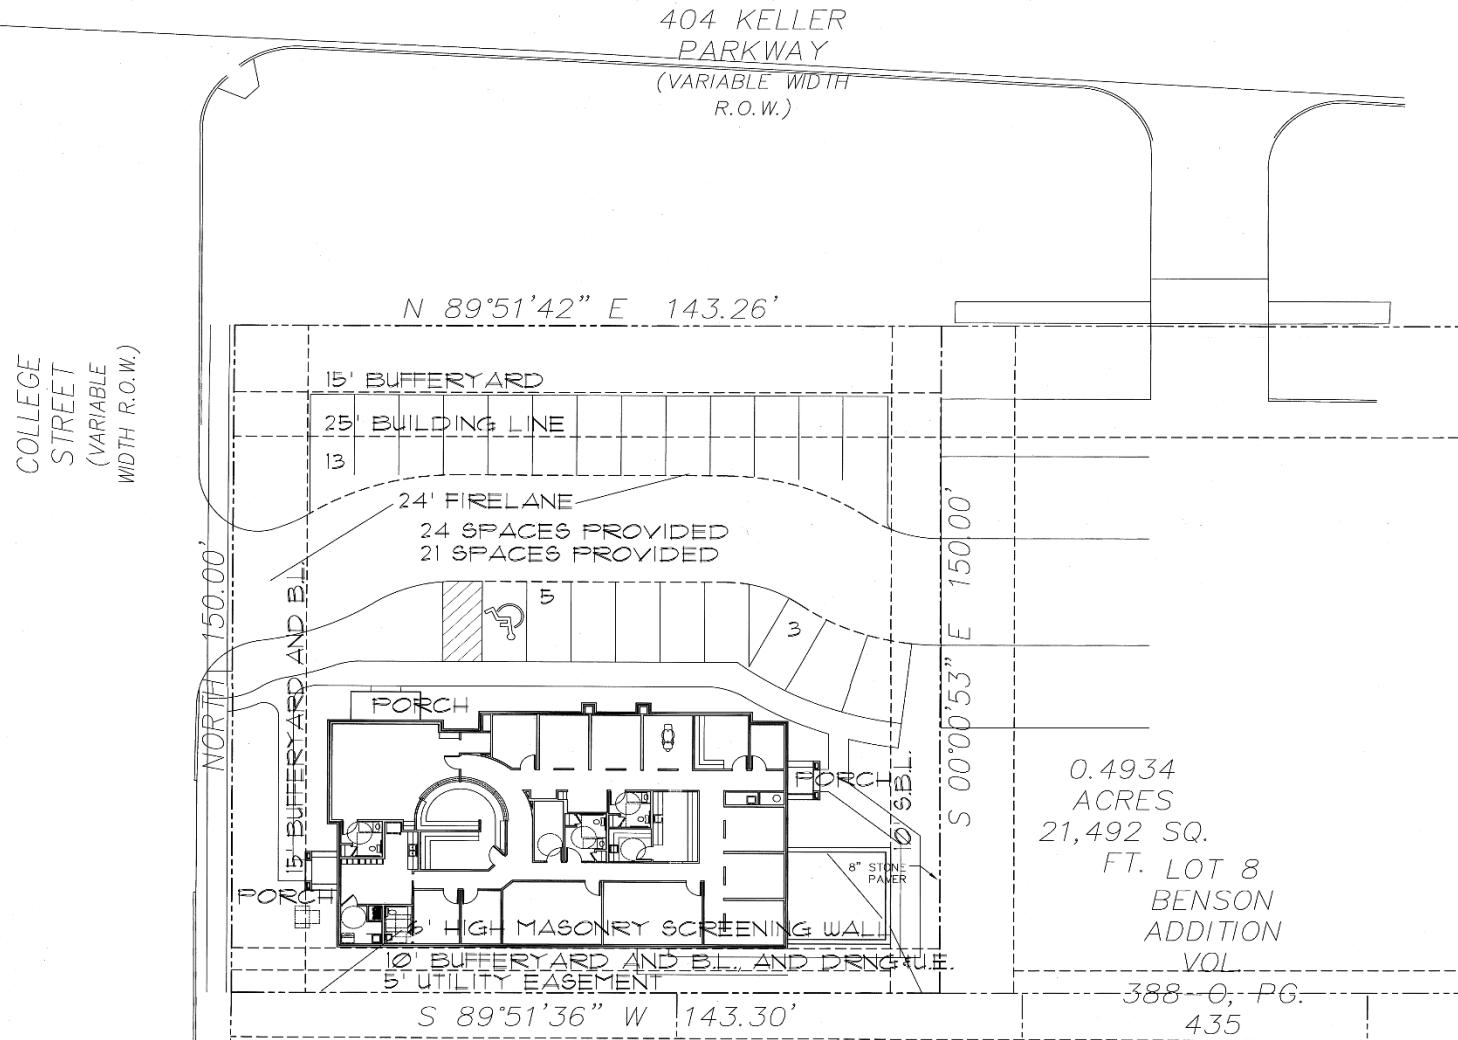 404 KELLER
PARKWAY
(VARIABLE WIDTH
R.O.W.)
N 89°51'42" E 143.26'
COLLEGE
STREET
(VARIABLE
WIDTH R.O.W.)
15' BUFFERYARD
25' BUILDING LINE
13
24' FIRELANE
24 SPACES PROVIDED
21 SPACES PROVIDED
NORTH 150.00'
15' BUFFERYARD AND B.L.
5
3
S 00°00'53" E 150.00'
PORCH
PORCH
10' S.B.L.
0.4934
ACRES
21,492 SQ.
FT.
LOT 8
BENSON
ADDITION
VOL.
388-O, PG.
435
8" STONE
PAVER
PORCH
6' HIGH MASONRY SCREENING WALL
10' BUFFERYARD AND B.L., AND DRNG-U.E.
5' UTILITY EASEMENT
S 89°51'36" W 143.30'